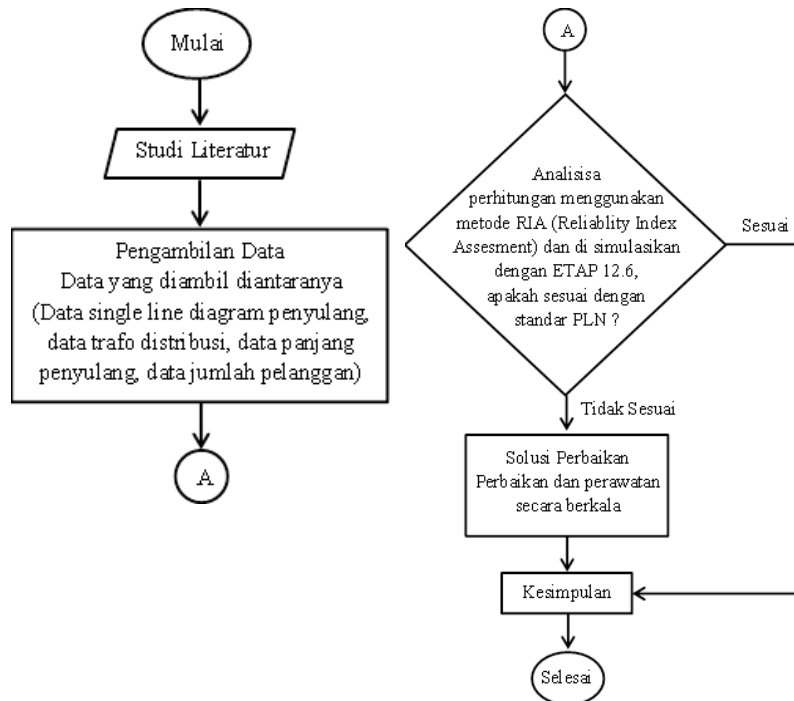 Mulai
Studi Literatur
Pengambilan Data
Data yang diambil diantaranya
(Data single line diagram penyulang,
data trafo distribusi, data panjang
penyulang, data jumlah pelanggan)
A
A
Analisisa
perhitungan menggunakan
metode RIA (Reliablity Index
Assesment) dan di simulasikan
dengan ETAP 12.6,
apakah sesuai dengan
standar PLN ?
Sesuai
Tidak Sesuai
Solusi Perbaikan
Perbaikan dan perawatan
secara berkala
Kesimpulan
Selesai